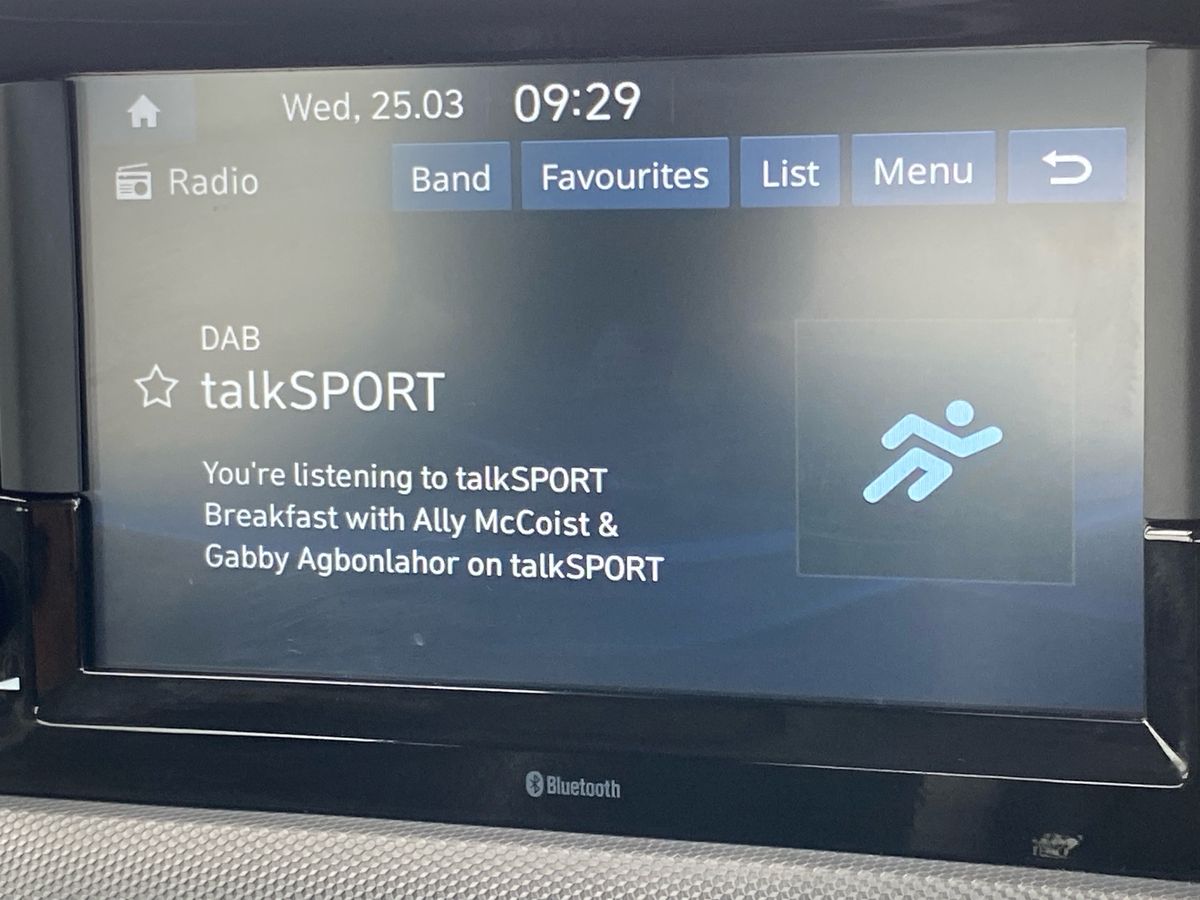 Wed, 25.03 09:29
Radio Band Favourites List Menu
DAB
talkSPORT
You're listening to talkSPORT
Breakfast with Ally McCoist &
Gabby Agbonlahor on talkSPORT
Bluetooth